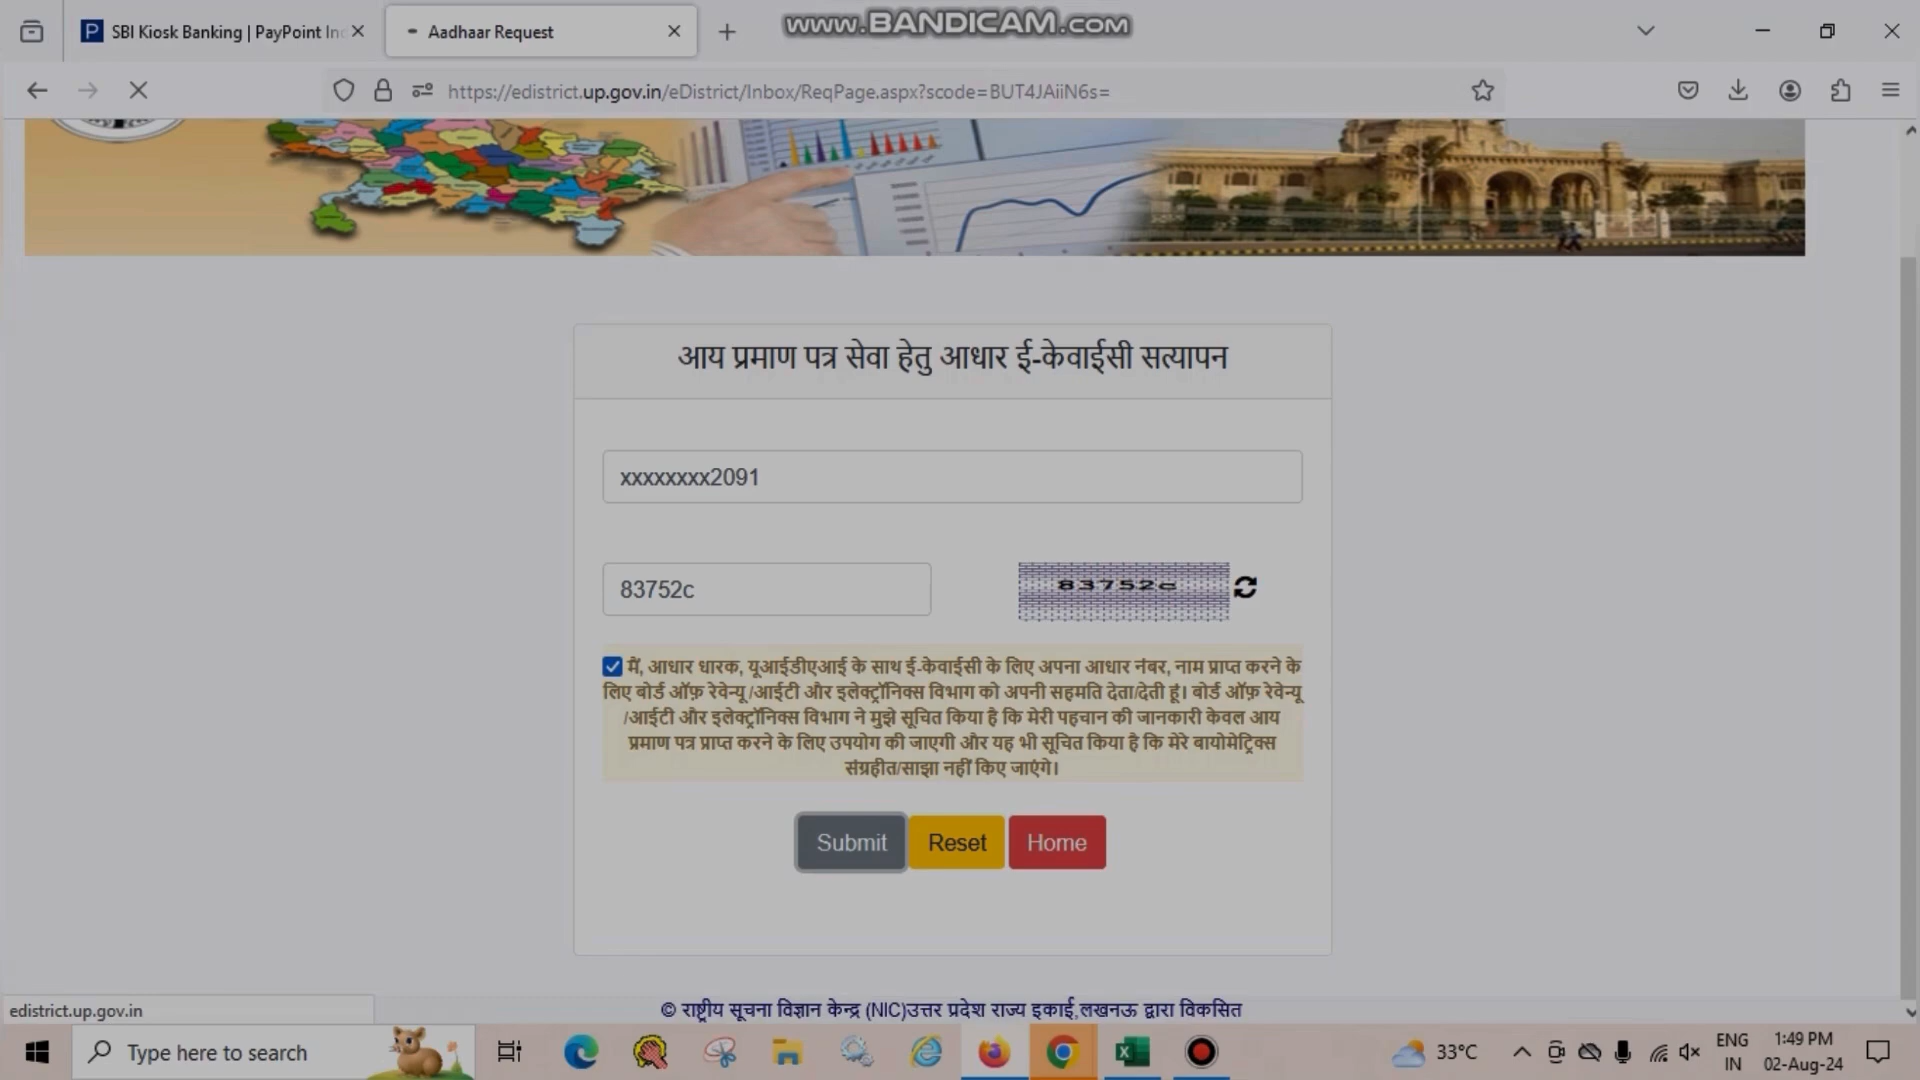 SBI Kiosk Banking | PayPoint In
Aadhaar Request
www.BANDICAM.com
https://edistrict.up.gov.in/eDistrict/Inbox/ReqPage.aspx?scode=BUT4JAiiN6s=
आय प्रमाण पत्र सेवा हेतु आधार ई-केवाईसी सत्यापन
xxxxxxxx2091
83752c
83752c
मैं, आधार धारक, यूआईडीएआई के साथ ई-केवाईसी के लिए अपना आधार नंबर, नाम प्राप्त करने के
लिए बोर्ड ऑफ़ रेवेन्यू /आईटी और इलेक्ट्रॉनिक्स विभाग को अपनी सहमति देता/देती हूं। बोर्ड ऑफ़ रेवेन्यू
/आईटी और इलेक्ट्रॉनिक्स विभाग ने मुझे सूचित किया है कि मेरी पहचान की जानकारी केवल आय
प्रमाण पत्र प्राप्त करने के लिए उपयोग की जाएगी और यह भी सूचित किया है कि मेरे बायोमेट्रिक्स
संग्रहीत/साझा नहीं किए जाएंगे।
Submit Reset Home
edistrict.up.gov.in
© राष्ट्रीय सूचना विज्ञान केन्द्र (NIC)उत्तर प्रदेश राज्य इकाई,लखनऊ द्वारा विकसित
Type here to search
33°C
ENG
IN
1:49 PM
02-Aug-24